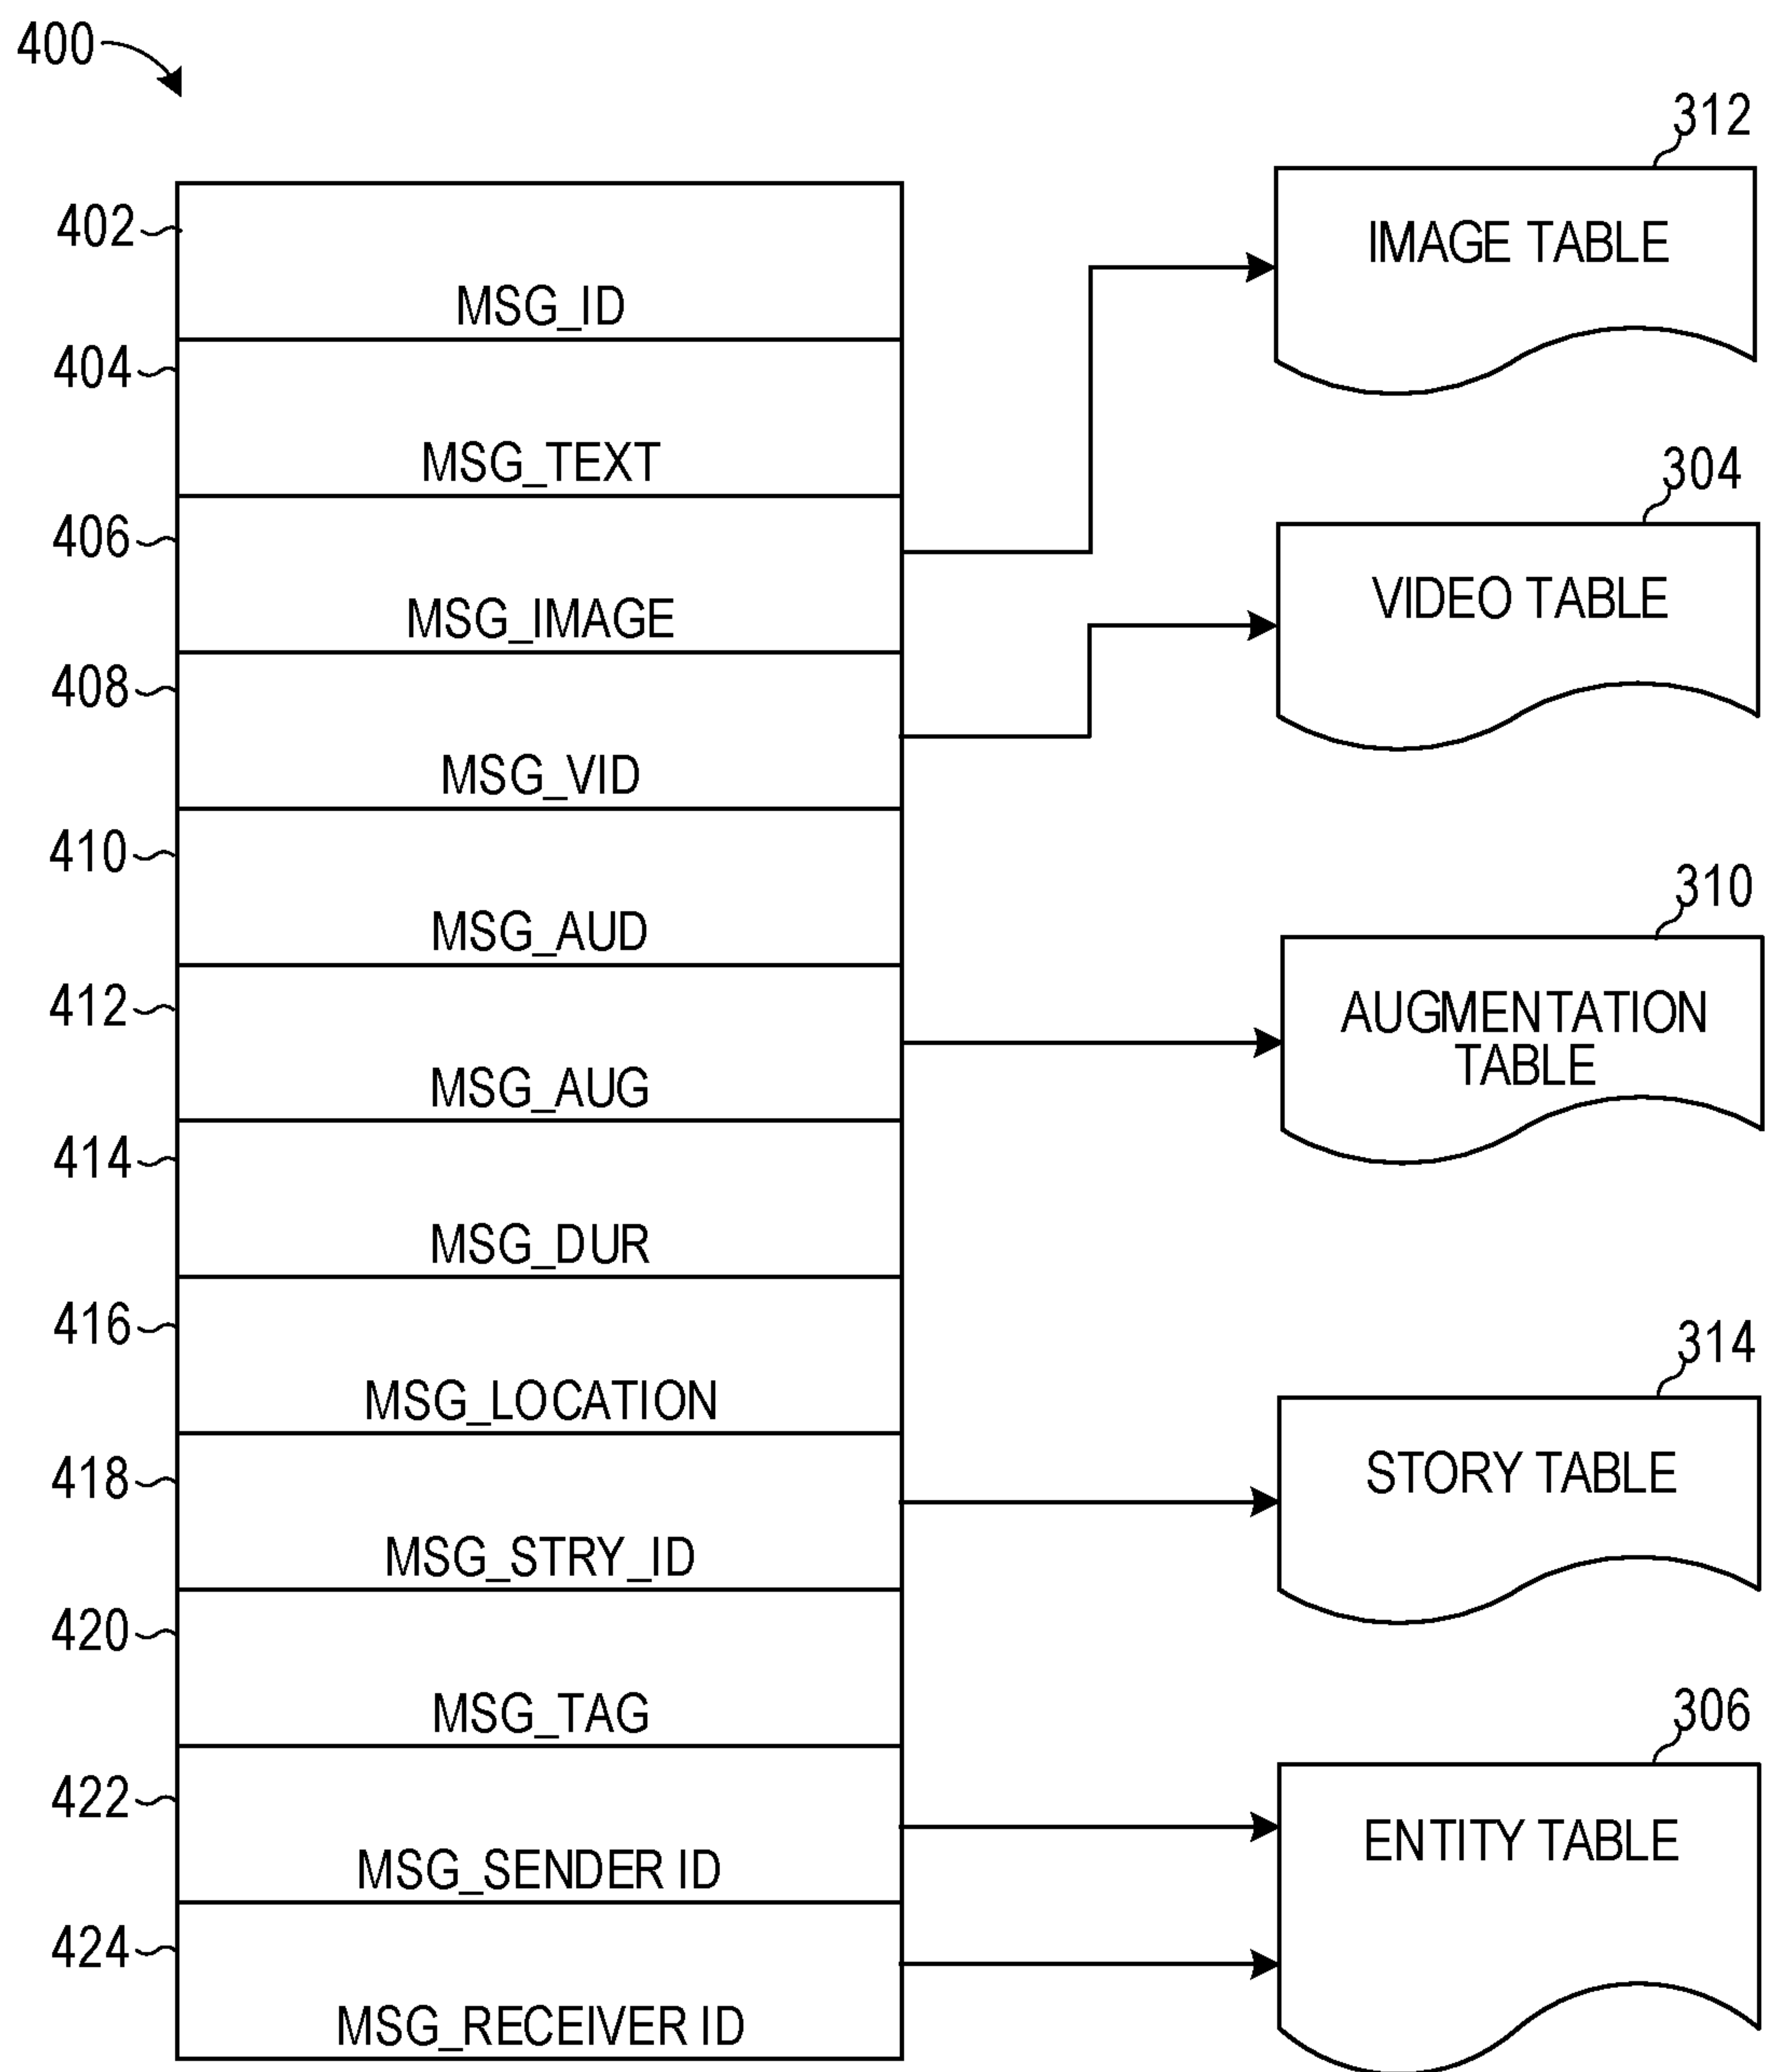 400
402
MSG_ID
404
MSG_TEXT
406
MSG_IMAGE
408
MSG_VID
410
MSG_AUD
412
MSG_AUG
414
MSG_DUR
416
MSG_LOCATION
418
MSG_STRY_ID
420
MSG_TAG
422
MSG_SENDER ID
424
MSG_RECEIVER ID
312
IMAGE TABLE
304
VIDEO TABLE
310
AUGMENTATION
TABLE
314
STORY TABLE
306
ENTITY TABLE